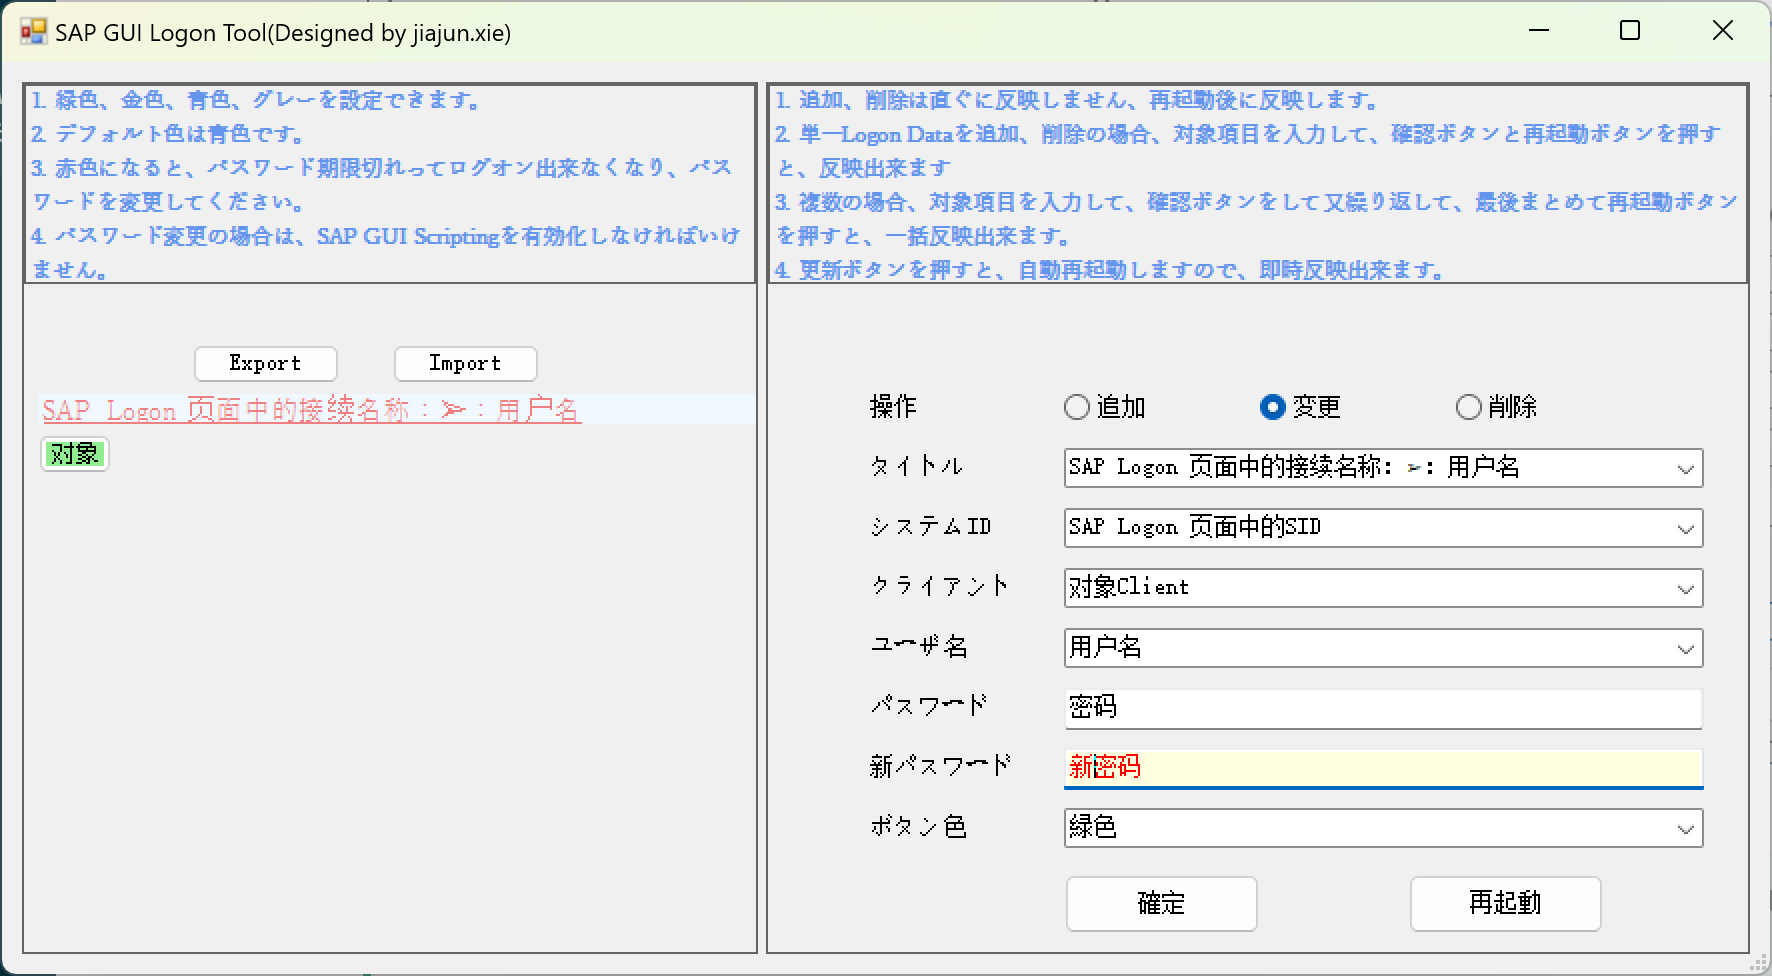 SAP GUI Logon Tool(Designed by jiajun.xie)
1. 緑色、金色、青色、グレーを設定できます。
2. デフォルト色は青色です。
3. 赤色になると、パスワード期限切れってログオン出来なくなり、パス
ワードを変更してください。
4. パスワード変更の場合は、SAP GUI Scriptingを有効化しなければいけ
ません。
1. 追加、削除は直ぐに反映しません、再起動後に反映します。
2. 単一Logon Dataを追加、削除の場合、対象項目を入力して、確認ボタンと再起動ボタンを押す
と、反映出来ます
3. 複数の場合、対象項目を入力して、確認ボタンをして又繰り返して、最後まとめて再起動ボタン
を押すと、一括反映出来ます。
4. 更新ボタンを押すと、自動再起動しますので、即時反映出来ます。
Export Import
SAP Logon 页面中的接续名称：➢：用户名
对象
操作 追加 変更 削除
タイトル SAP Logon 页面中的接续名称：➢：用户名
システムID SAP Logon 页面中的SID
クライアント 对象Client
ユーザ名 用户名
パスワード 密码
新パスワード 新密码
ボタン色 緑色
確定 再起動